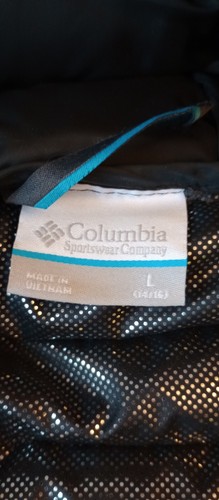 Columbia
Sportswear Company
MADE IN
VIETNAM
L
(14/16)